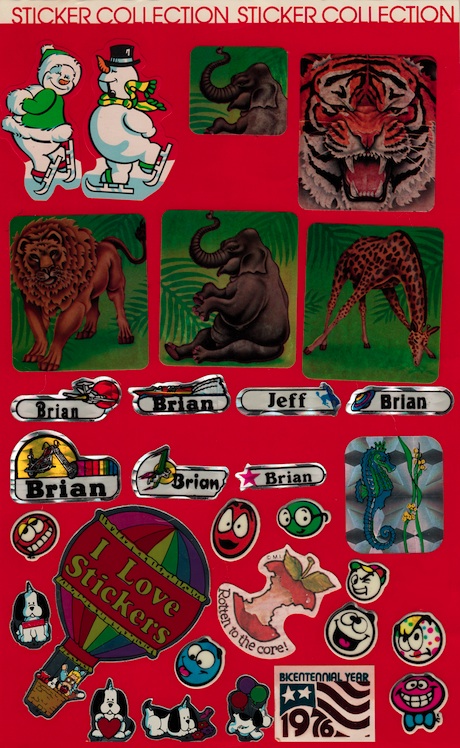 STICKER COLLECTION STICKER COLLECTION
Brian
Brian
Jeff
Brian
Brian
Brian
Brian
I Love
Stickers
Rotten to the core!
BICENTENNIAL YEAR
1976